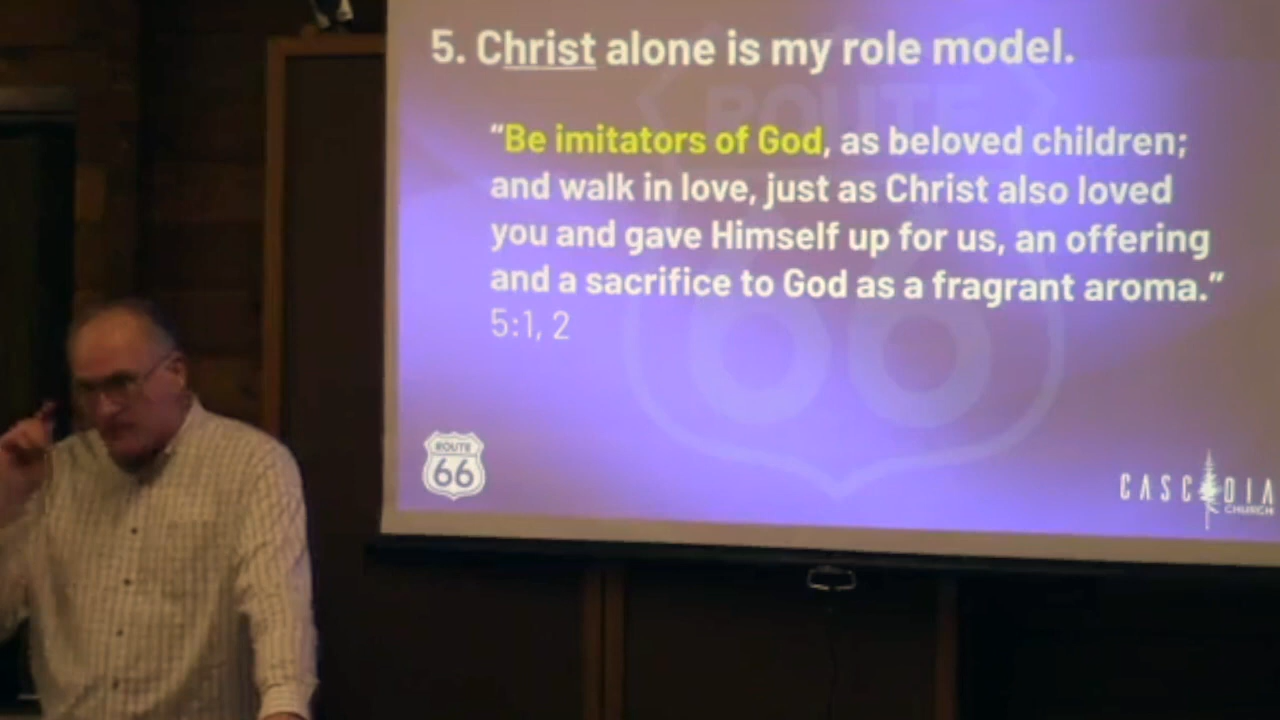 5. Christ alone is my role model.
“Be imitators of God, as beloved children;
and walk in love, just as Christ also loved
you and gave Himself up for us, an offering
and a sacrifice to God as a fragrant aroma.”
5:1, 2
ROUTE
66
ROUTE
66
CASCADIA
CHURCH